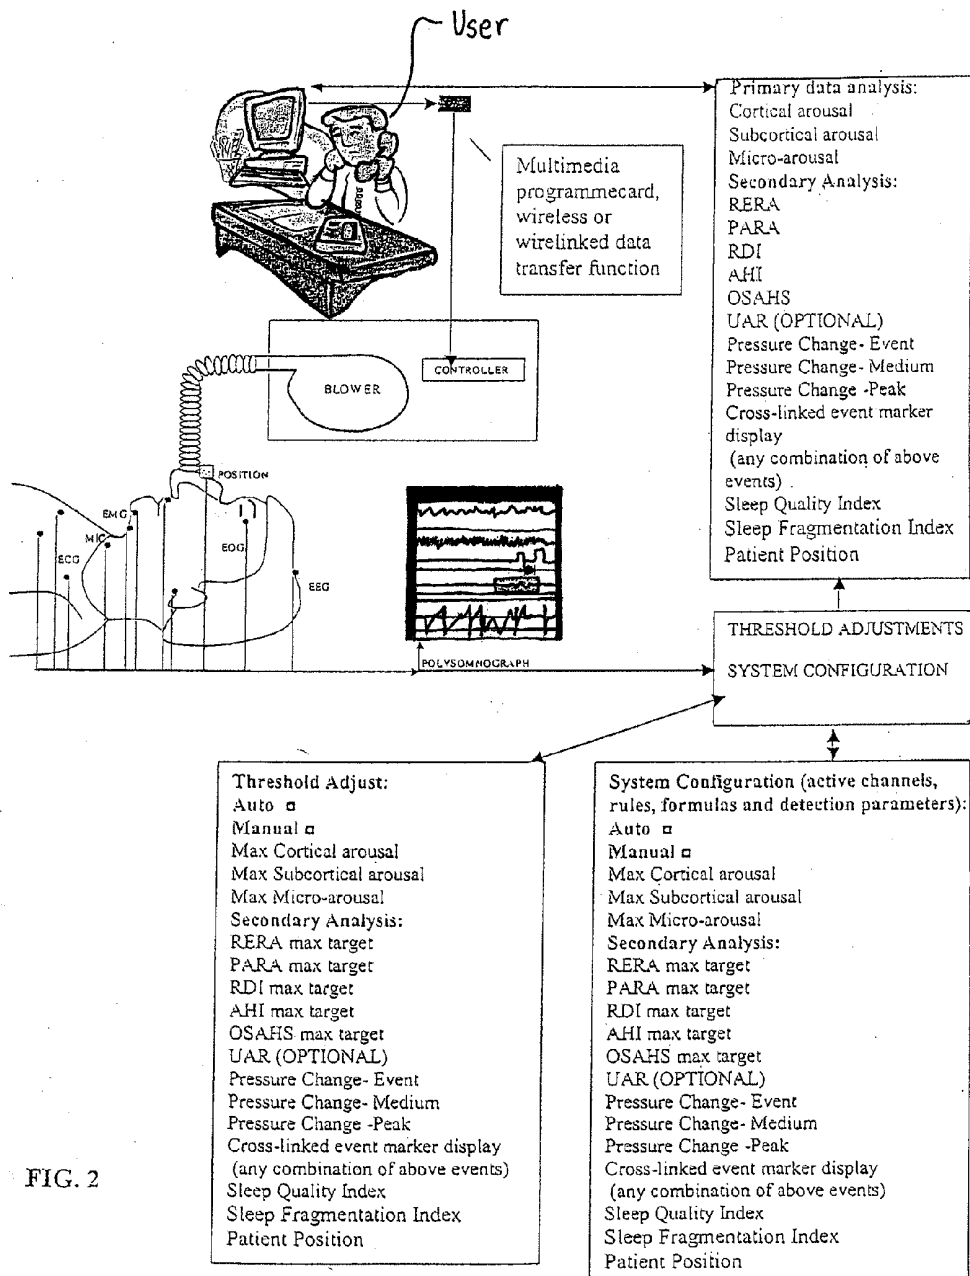 User
Primary data analysis:
Cortical arousal
Subcortical arousal
Micro-arousal
Secondary Analysis:
RERA
PARA
RDI
AHI
OSAHS
UAR (OPTIONAL)
Pressure Change- Event
Pressure Change- Medium
Pressure Change -Peak
Cross-linked event marker
display
(any combination of above
events)
Sleep Quality Index
Sleep Fragmentation Index
Patient Position
Multimedia
programmecard,
wireless or
wirelinked data
transfer function
BLOWER
CONTROLLER
POSITION
EMG
MIC
ECG
EOG
EEG
POLYSOMNOGRAPH
THRESHOLD ADJUSTMENTS
SYSTEM CONFIGURATION
Threshold Adjust:
Auto
Manual
Max Cortical arousal
Max Subcortical arousal
Max Micro-arousal
Secondary Analysis:
RERA max target
PARA max target
RDI max target
AHI max target
OSAHS max target
UAR (OPTIONAL)
Pressure Change- Event
Pressure Change- Medium
Pressure Change -Peak
Cross-linked event marker display
(any combination of above events)
Sleep Quality Index
Sleep Fragmentation Index
Patient Position
System Configuration (active channels,
rules, formulas and detection parameters):
Auto
Manual
Max Cortical arousal
Max Subcortical arousal
Max Micro-arousal
Secondary Analysis:
RERA max target
PARA max target
RDI max target
AHI max target
OSAHS max target
UAR (OPTIONAL)
Pressure Change- Event
Pressure Change- Medium
Pressure Change -Peak
Cross-linked event marker display
(any combination of above events)
Sleep Quality Index
Sleep Fragmentation Index
Patient Position
FIG. 2